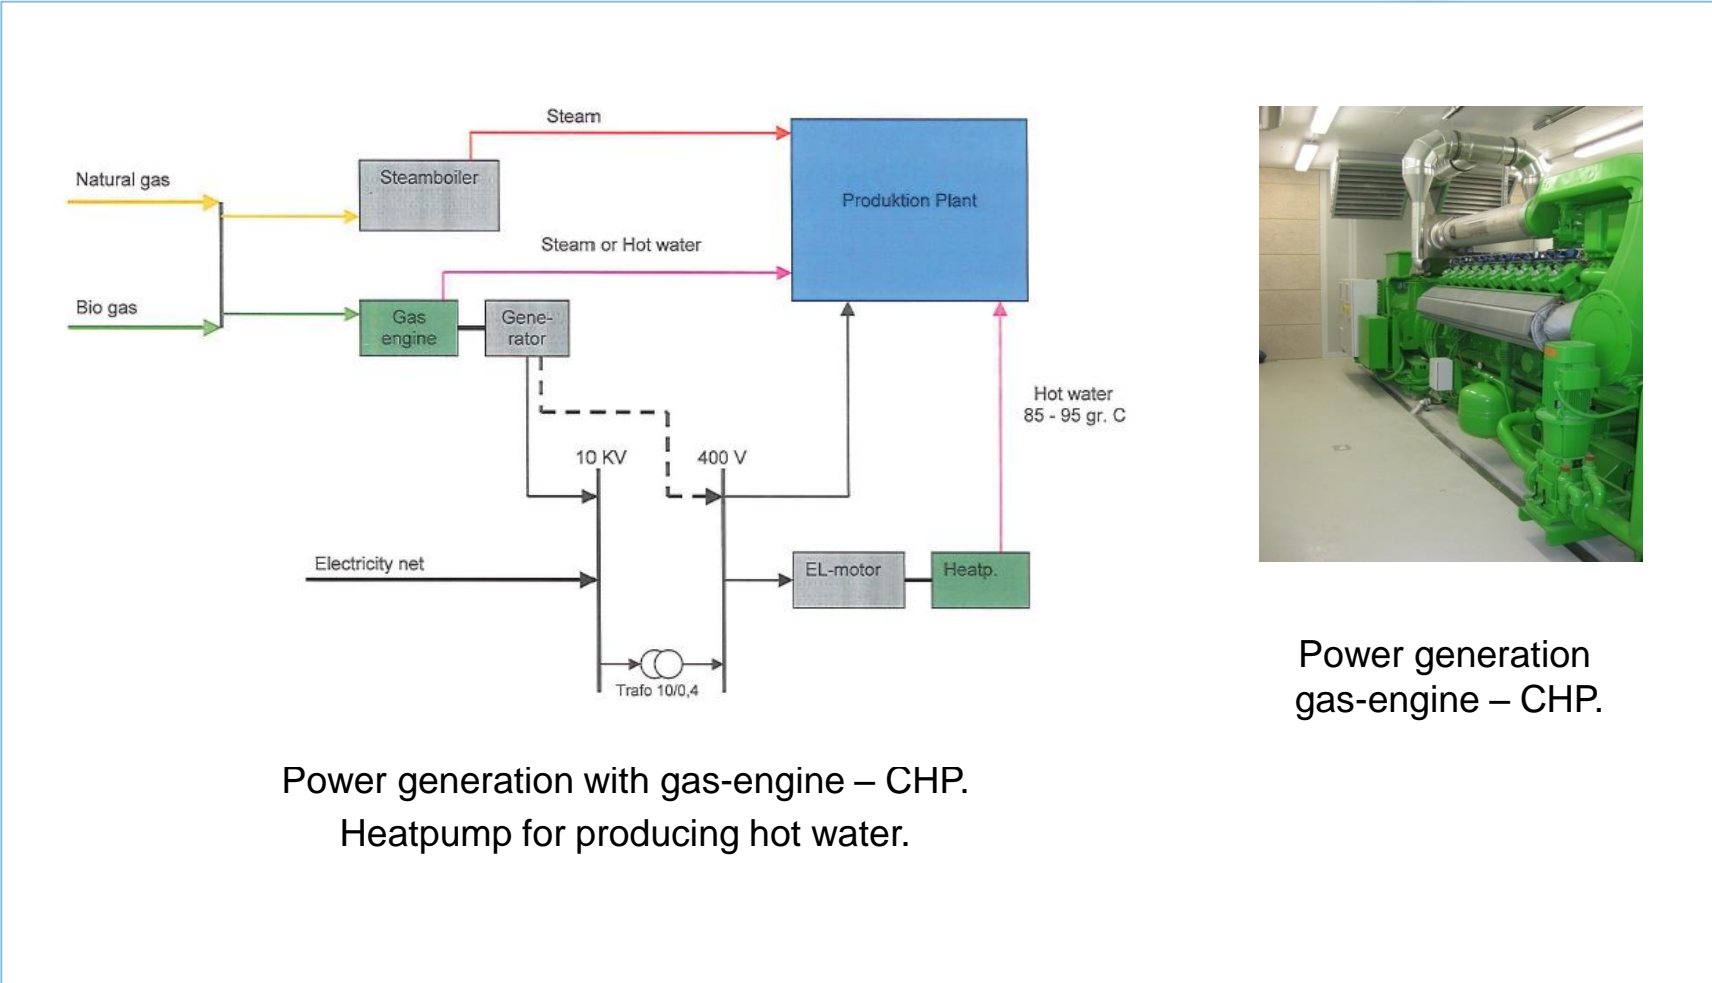 Steam
Natural gas
Steamboiler
Produktion Plant
Steam or Hot water
Bio gas
Gas
engine
Gene-
rator
Hot water
85 - 95 gr. C
10 KV
400 V
Electricity net
EL-motor
Heatp.
Trafo 10/0,4
Power generation
gas-engine – CHP.
Power generation with gas-engine – CHP.
Heatpump for producing hot water.